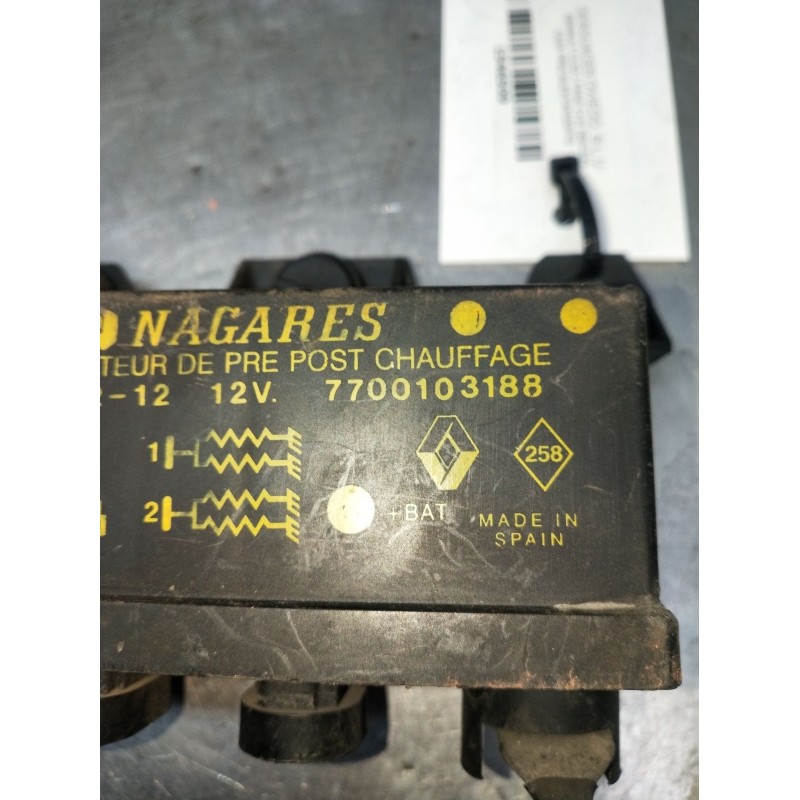 NAGARES
TEUR DE PRE POST CHAUFFAGE
-12 12V. 7700103188
1
258
2
+BAT
MADE IN
SPAIN